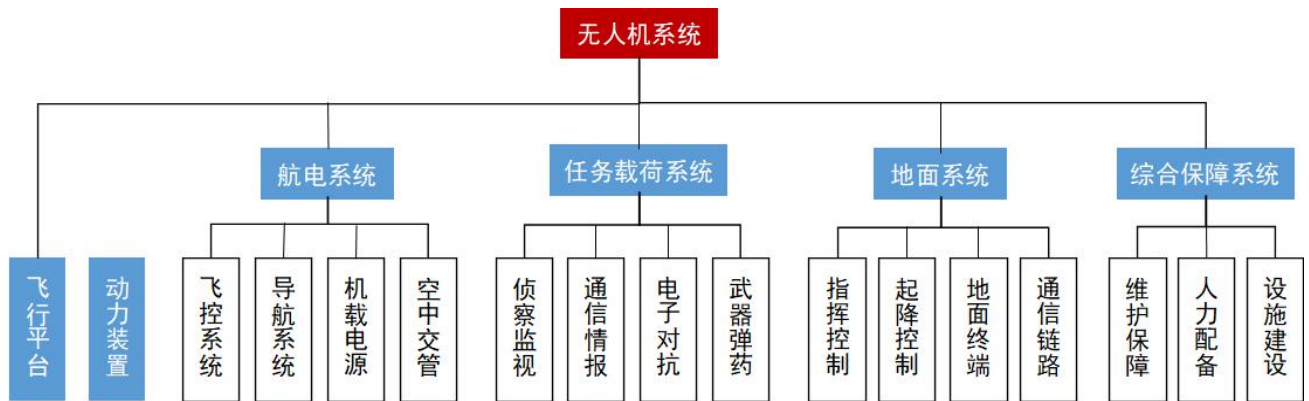 无人机系统
航电系统
任务载荷系统
地面系统
综合保障系统
飞行平台
动力装置
飞控系统
导航系统
机载电源
空中交管
侦察监视
通信情报
电子对抗
武器弹药
指挥控制
起降控制
地面终端
通信链路
维护保障
人力配备
设施建设